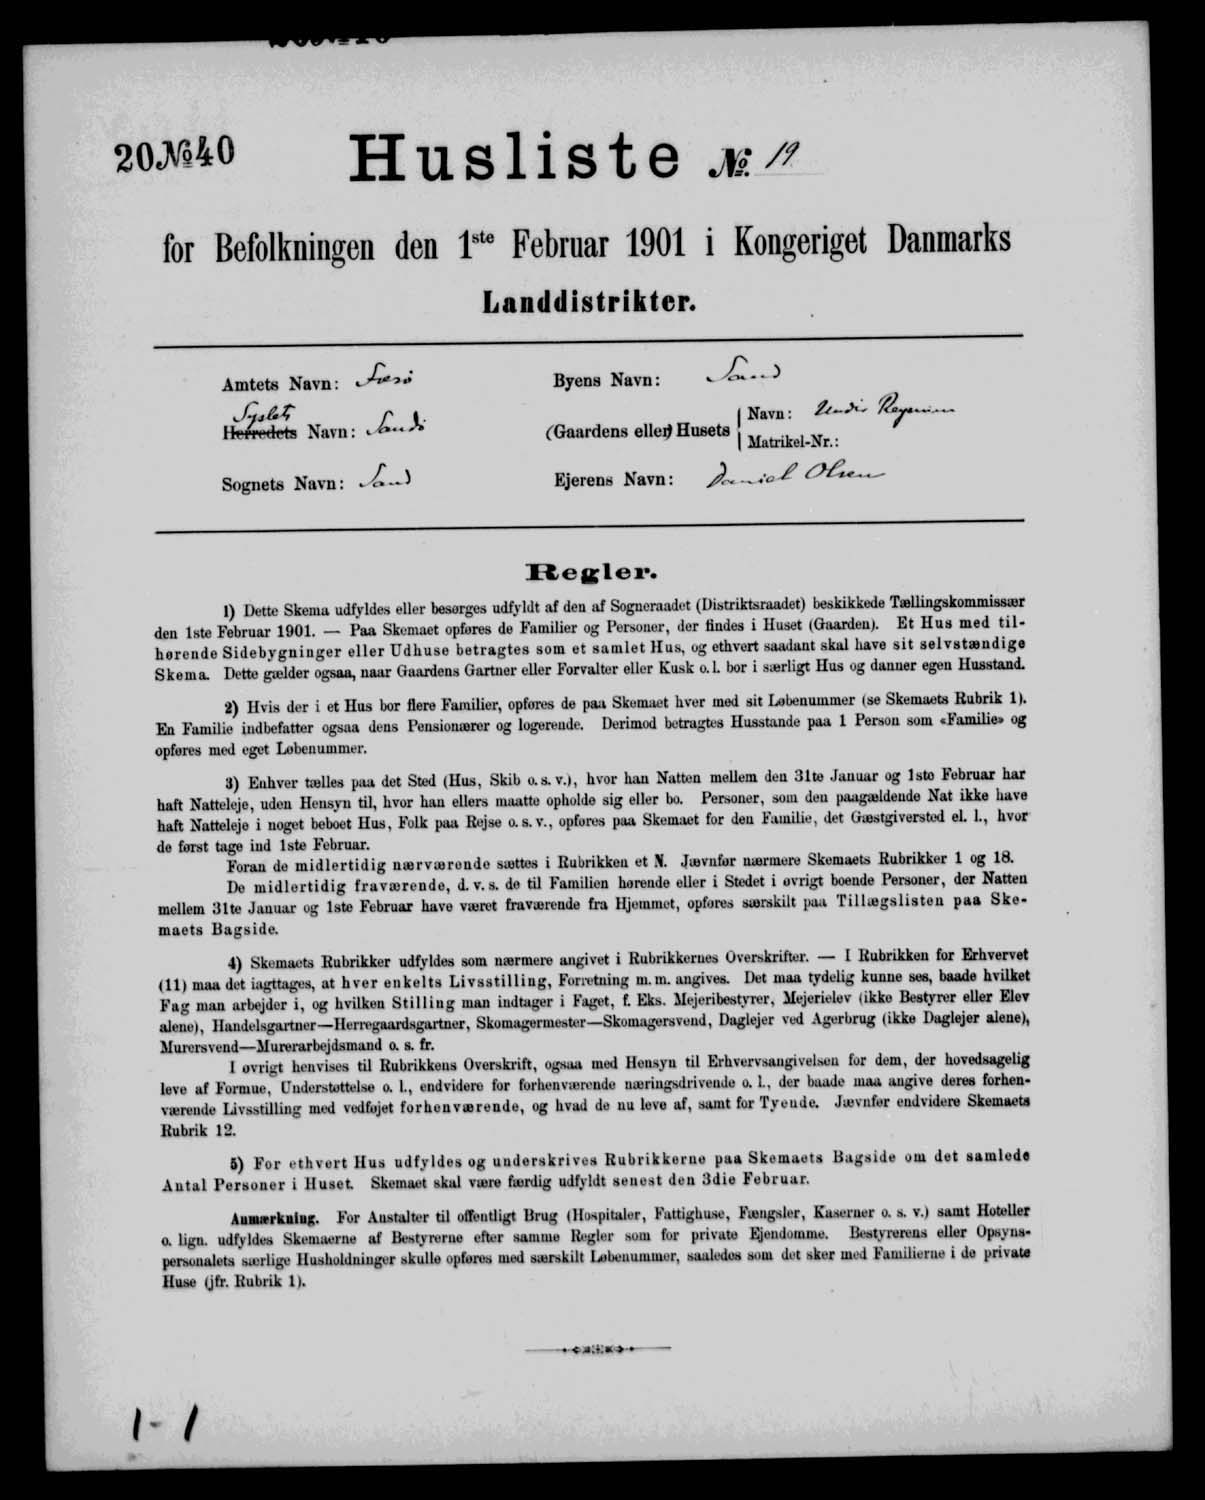 20 № 40
Husliste №. 19
for Befolkningen den 1ste Februar 1901 i Kongeriget Danmarks
Landdistrikter.
Amtets Navn: Færø
Byens Navn: Sand
Syslets
Herredets Navn: Sandø
(Gaardens eller) Husets
Navn: Undir
Matrikel-Nr.:
Sognets Navn: Sand
Ejerens Navn: Daniel Olsen
Regler.
1) Dette Skema udfyldes eller besørges udfyldt af den af Sogneraadet (Distriktsraadet) beskikkede Tællingskommissær
den 1ste Februar 1901. — Paa Skemaet opføres de Familier og Personer, der findes i Huset (Gaarden). Et Hus med til-
hørende Sidebygninger eller Udhuse betragtes som et samlet Hus, og ethvert saadant skal have sit selvstændige
Skema. Dette gælder ogsaa, naar Gaardens Gartner eller Forvalter eller Kusk o. l. bor i særligt Hus og danner egen Husstand.
2) Hvis der i et Hus bor flere Familier, opføres de paa Skemaet hver med sit Løbenummer (se Skemaets Rubrik 1).
En Familie indbefatter ogsaa dens Pensionærer og logerende. Derimod betragtes Husstande paa 1 Person som «Familie» og
opføres med eget Løbenummer.
3) Enhver tælles paa det Sted (Hus, Skib o. s. v.), hvor han Natten mellem den 31te Januar og 1ste Februar har
haft Natteleje, uden Hensyn til, hvor han ellers maatte opholde sig eller bo. Personer, som den paagældende Nat ikke have
haft Natteleje i noget beboet Hus, Folk paa Rejse o. s. v., opføres paa Skemaet for den Familie, det Gæstgiversted el. l., hvor
de først tage ind 1ste Februar.
Foran de midlertidig nærværende sættes i Rubrikken et N. Jævnfør nærmere Skemaets Rubrikker 1 og 18.
De midlertidig fraværende, d. v. s. de til Familien hørende eller i Stedet i øvrigt boende Personer, der Natten
mellem 31te Januar og 1ste Februar have været fraværende fra Hjemmet, opføres særskilt paa Tillægslisten paa Ske-
maets Bagside.
4) Skemaets Rubrikker udfyldes som nærmere angivet i Rubrikkernes Overskrifter. — I Rubrikken for Erhvervet
(11) maa det iagttages, at hver enkelts Livsstilling, Forretning m. m. angives. Det maa tydelig kunne ses, baade hvilket
Fag man arbejder i, og hvilken Stilling man indtager i Faget, f. Eks. Mejeribestyrer, Mejerielev (ikke Bestyrer eller Elev
alene), Handelsgartner—Herregaardsgartner, Skomagermester—Skomagersvend, Daglejer ved Agerbrug (ikke Daglejer alene),
Murersvend—Murerarbejdsmand o. s. fr.
I øvrigt henvises til Rubrikkens Overskrift, ogsaa med Hensyn til Erhvervsangivelsen for dem, der hovedsagelig
leve af Formue, Understøttelse o. l., endvidere for forhenværende næringsdrivende o. l., der baade maa angive deres forhen-
værende Livsstilling med vedføjet forhenværende, og hvad de nu leve af, samt for Tyende. Jævnfør endvidere Skemaets
Rubrik 12.
5) For ethvert Hus udfyldes og underskrives Rubrikkerne paa Skemaets Bagside om det samlede
Antal Personer i Huset. Skemaet skal være færdig udfyldt senest den 3die Februar.
Anmærkning. For Anstalter til offentligt Brug (Hospitaler, Fattighuse, Fængsler, Kaserner o. s. v.) samt Hoteller
o. lign. udfyldes Skemaerne af Bestyrerne efter samme Regler som for private Ejendomme. Bestyrerens eller Opsyns-
personalets særlige Husholdninger skulle opføres med særskilt Løbenummer, saaledes som det sker med Familierne i de private
Huse (jfr. Rubrik 1).
1-1